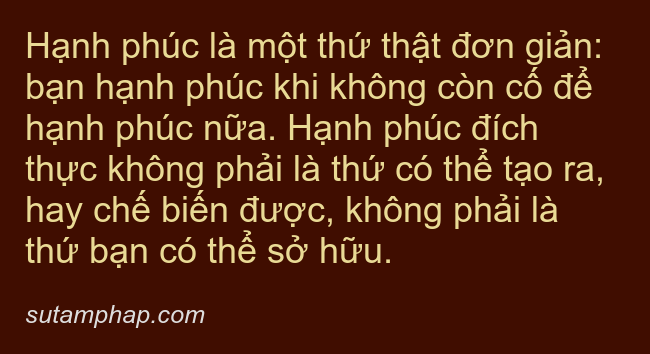 Hạnh phúc là một thứ thật đơn giản:
bạn hạnh phúc khi không còn cố để
hạnh phúc nữa. Hạnh phúc đích
thực không phải là thứ có thể tạo ra,
hay chế biến được, không phải là
thứ bạn có thể sở hữu.
sutamphap.com